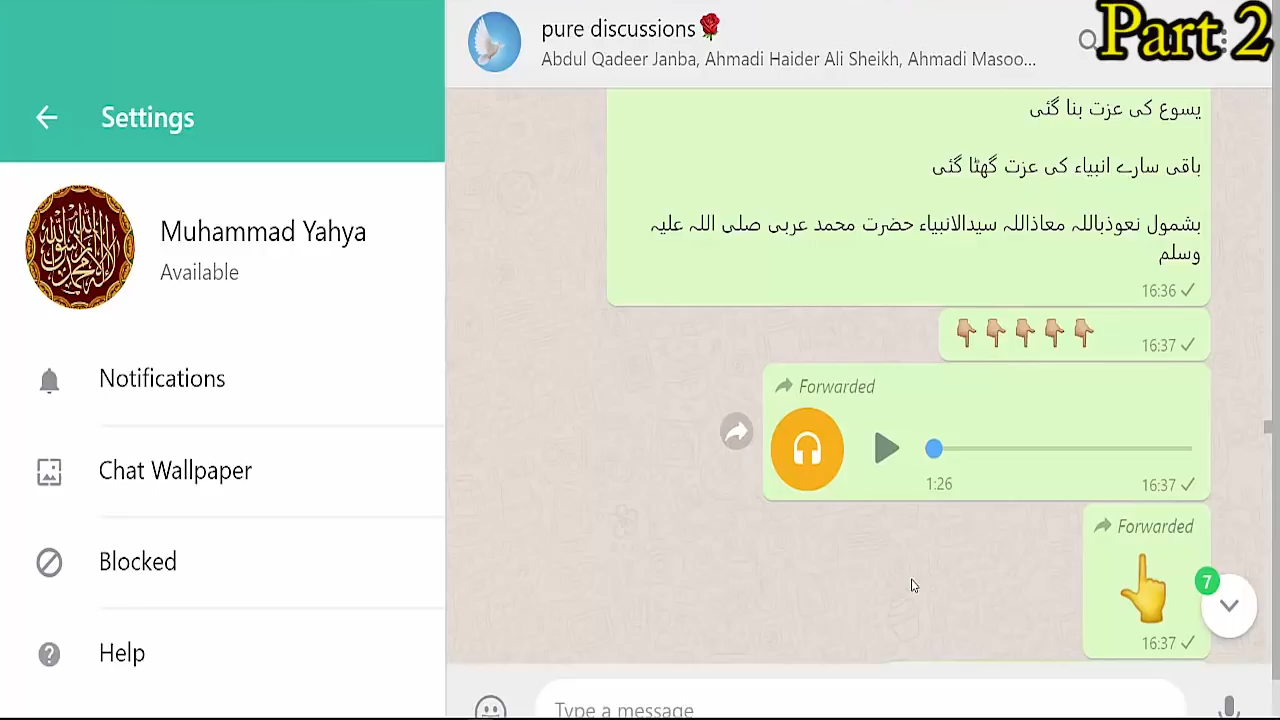 Part 2
Settings
Muhammad Yahya
Available
Notifications
Chat Wallpaper
Blocked
Help
pure discussions
Abdul Qadeer Janba, Ahmadi Haider Ali Sheikh, Ahmadi Masoo...
یسوع کی عزت بنا گئی
باقی سارے انبیاء کی عزت گھٹا گئی
بشمول نعوذباللہ معاذاللہ سیدالانبیاء حضرت محمد عربی صلی اللہ علیہ
وسلم
16:36
16:37
Forwarded
1:26
16:37
Forwarded
16:37
7
Type a message